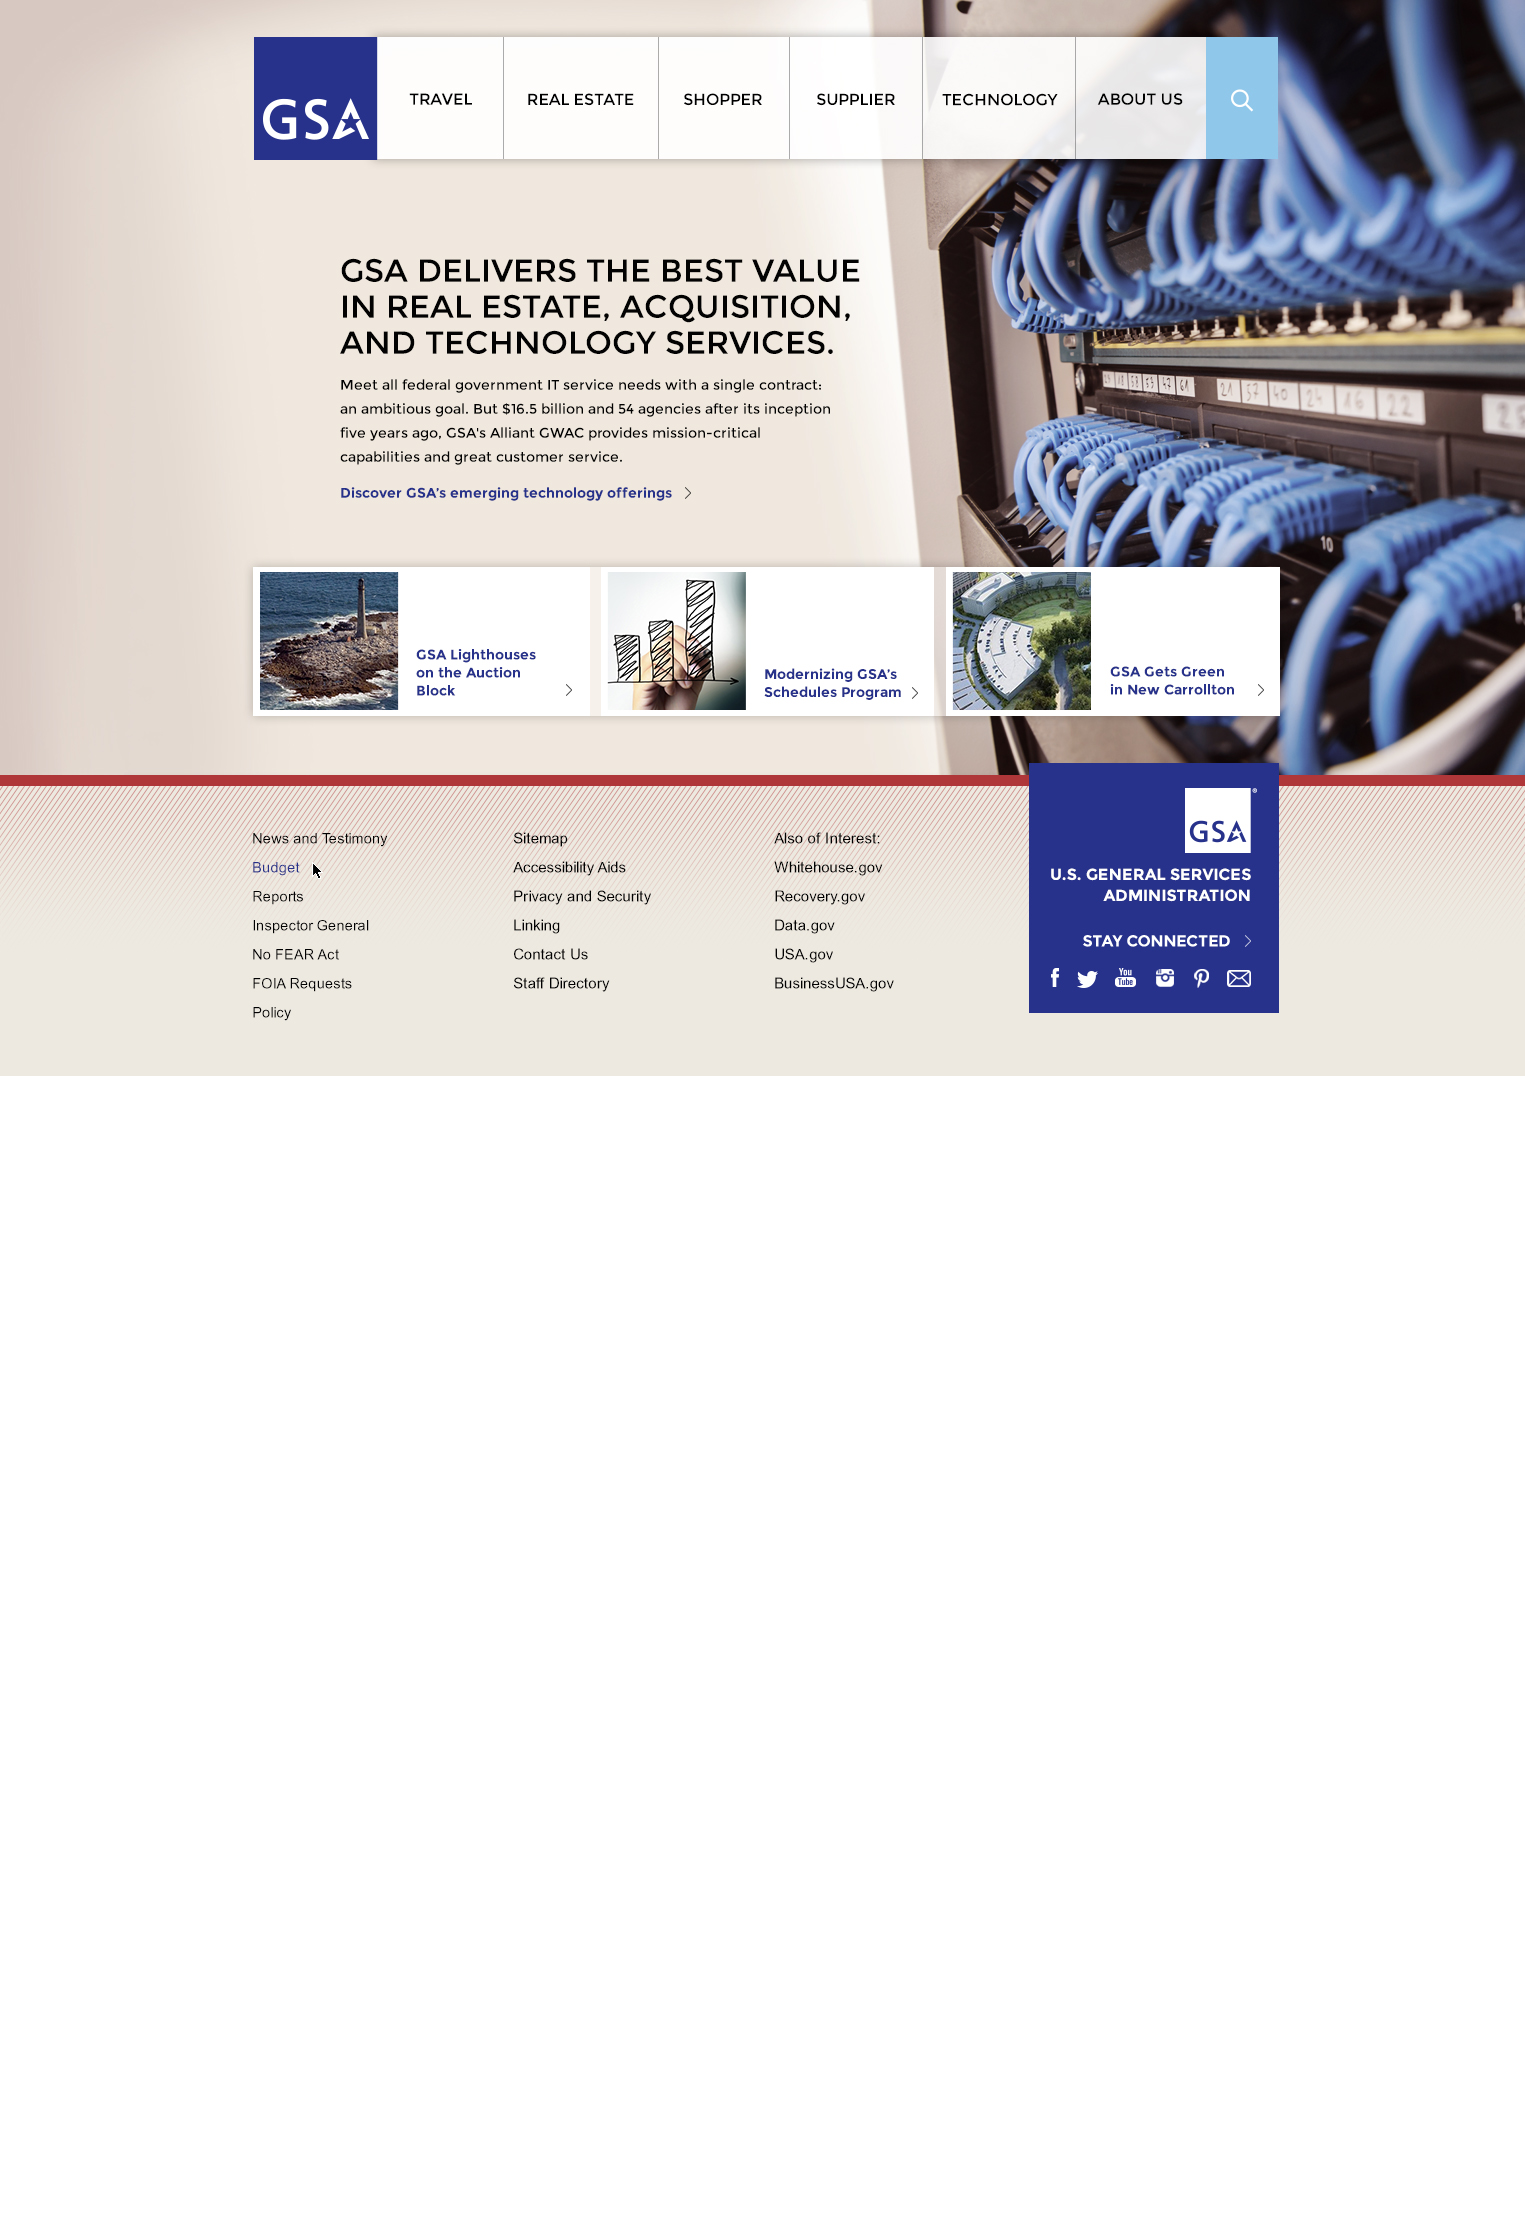 GSA
TRAVEL
REAL ESTATE
SHOPPER
SUPPLIER
TECHNOLOGY
ABOUT US
GSA DELIVERS THE BEST VALUE
IN REAL ESTATE, ACQUISITION,
AND TECHNOLOGY SERVICES.
Meet all federal government IT service needs with a single contract:
an ambitious goal. But $16.5 billion and 54 agencies after its inception
five years ago, GSA's Alliant GWAC provides mission-critical
capabilities and great customer service.
Discover GSA's emerging technology offerings
GSA Lighthouses
on the Auction
Block
Modernizing GSA's
Schedules Program
GSA Gets Green
in New Carrollton
News and Testimony
Budget
Reports
Inspector General
No FEAR Act
FOIA Requests
Policy
Sitemap
Accessibility Aids
Privacy and Security
Linking
Contact Us
Staff Directory
Also of Interest:
Whitehouse.gov
Recovery.gov
Data.gov
USA.gov
BusinessUSA.gov
GSA®
U.S. GENERAL SERVICES
ADMINISTRATION
STAY CONNECTED
You
Tube